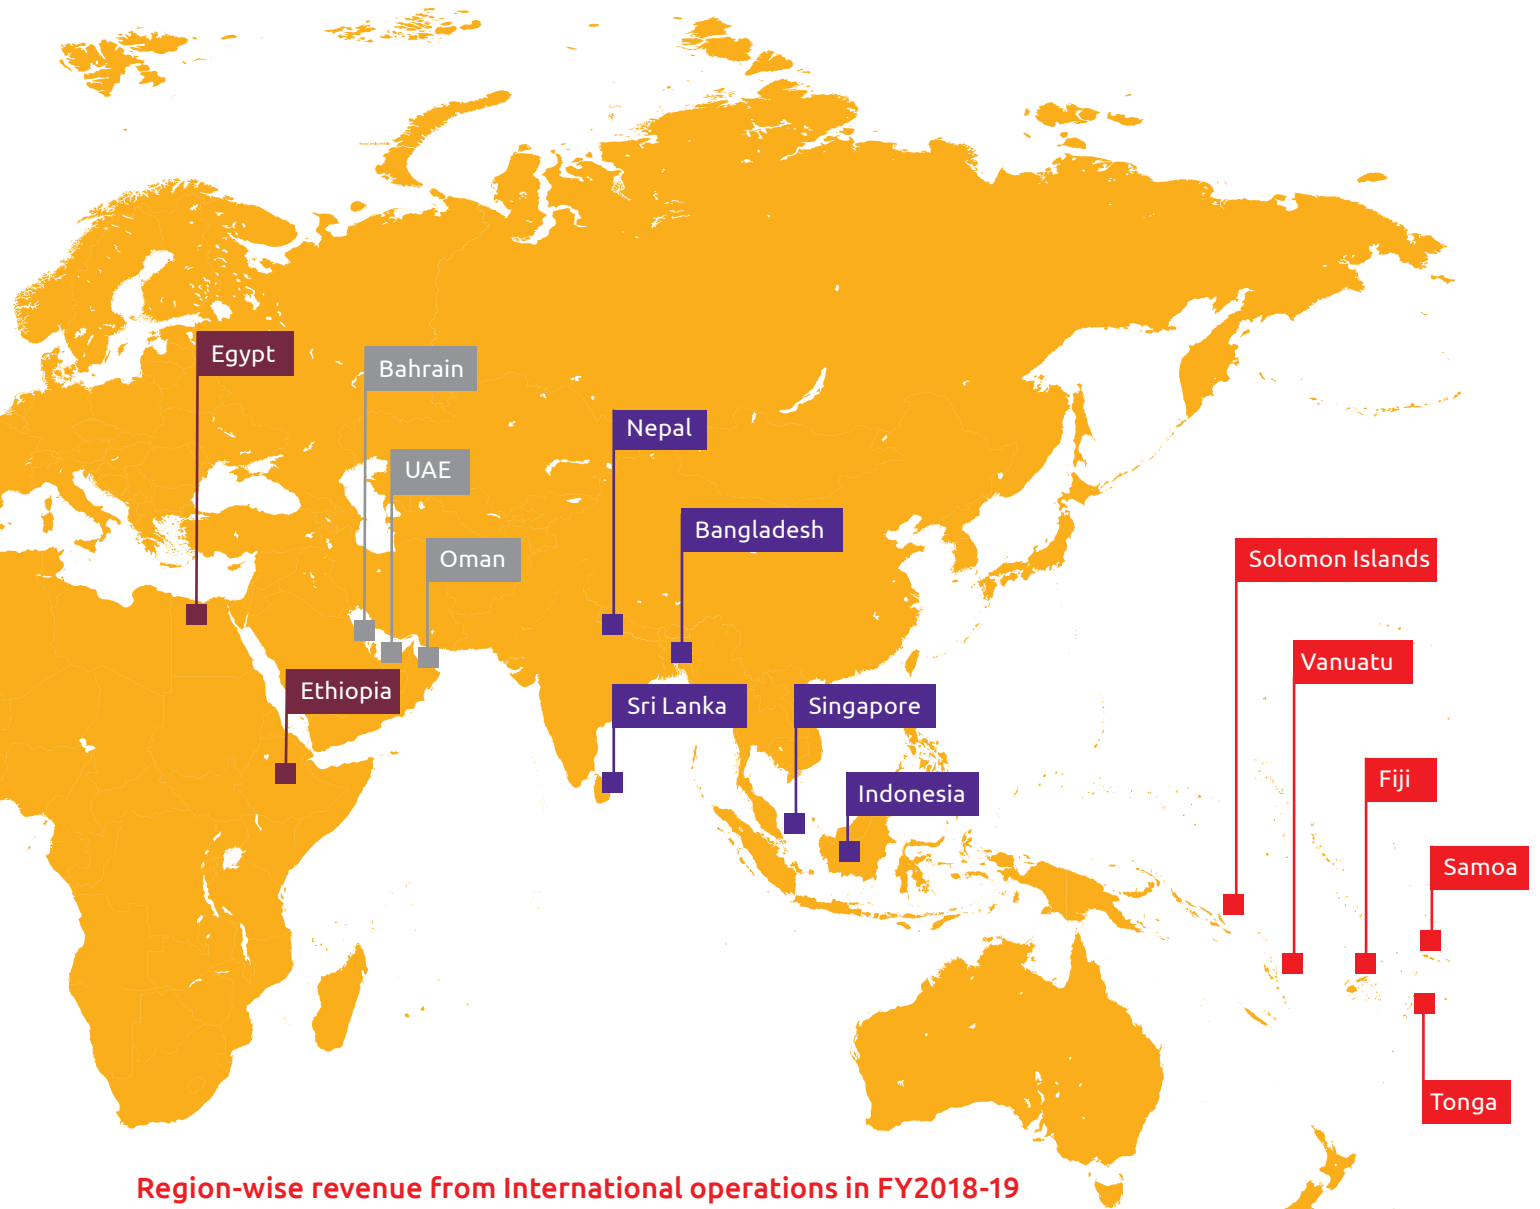 Egypt
Bahrain
Nepal
UAE
Bangladesh
Oman
Solomon Islands
Vanuatu
Ethiopia
Sri Lanka
Singapore
Fiji
Indonesia
Samoa
Tonga
Region-wise revenue from International operations in FY2018-19